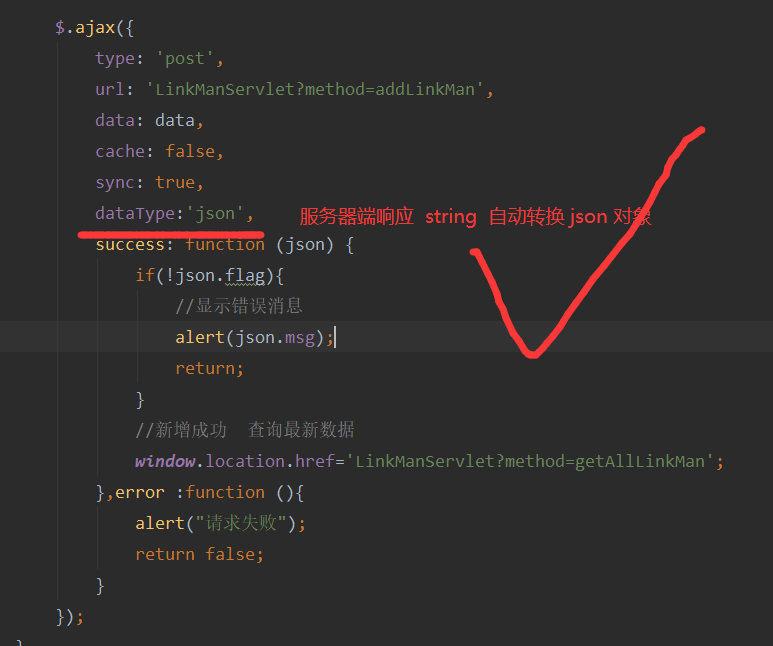 $.ajax({
type: 'post',
url: 'LinkManServlet?method=addLinkMan',
data: data,
cache: false,
sync: true,
dataType:'json', 服务器端响应 string 自动转换 json 对象
success: function (json) {
if(!json.flag){
//显示错误消息
alert(json.msg);
return;
}
//新增成功 查询最新数据
window.location.href='LinkManServlet?method=getAllLinkMan';
},error :function (){
alert("请求失败");
return false;
}
});